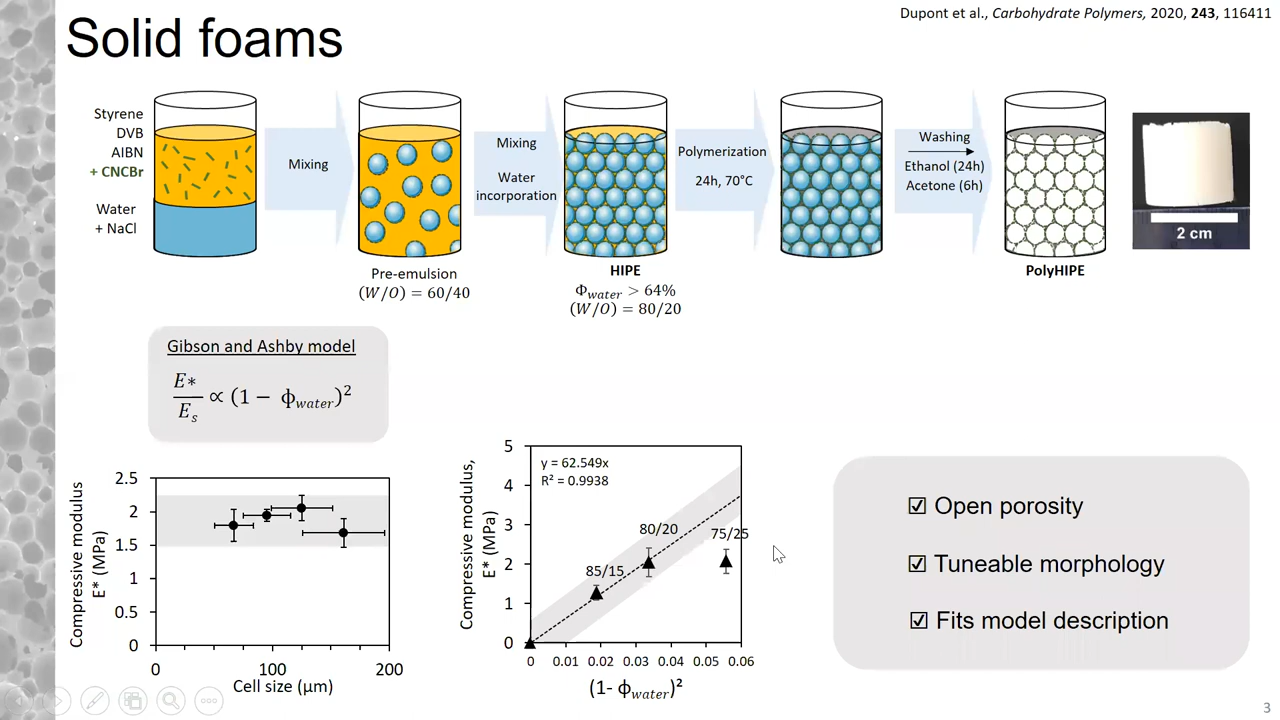 Dupont et al., Carbohydrate Polymers, 2020, 243, 116411
Solid foams
Styrene
DVB
AIBN
+ CNCBr
Water
+ NaCl
Mixing
Pre-emulsion
(W/O) = 60/40
Mixing
Water
incorporation
HIPE
Φwater > 64%
(W/O) = 80/20
Polymerization
24h, 70°C
Washing
Ethanol (24h)
Acetone (6h)
PolyHIPE
2 cm
Gibson and Ashby model
E*/Es ∝ (1 − ϕwater)²
Compressive modulus
E* (MPa)
2.5
2
1.5
1
0.5
0
0 100 200
Cell size (µm)
Compressive modulus,
E* (MPa)
5
4
3
2
1
0
y = 62.549x
R² = 0.9938
80/20
75/25
85/15
0 0.01 0.02 0.03 0.04 0.05 0.06
(1- ϕwater)²
☑ Open porosity
☑ Tuneable morphology
☑ Fits model description
3